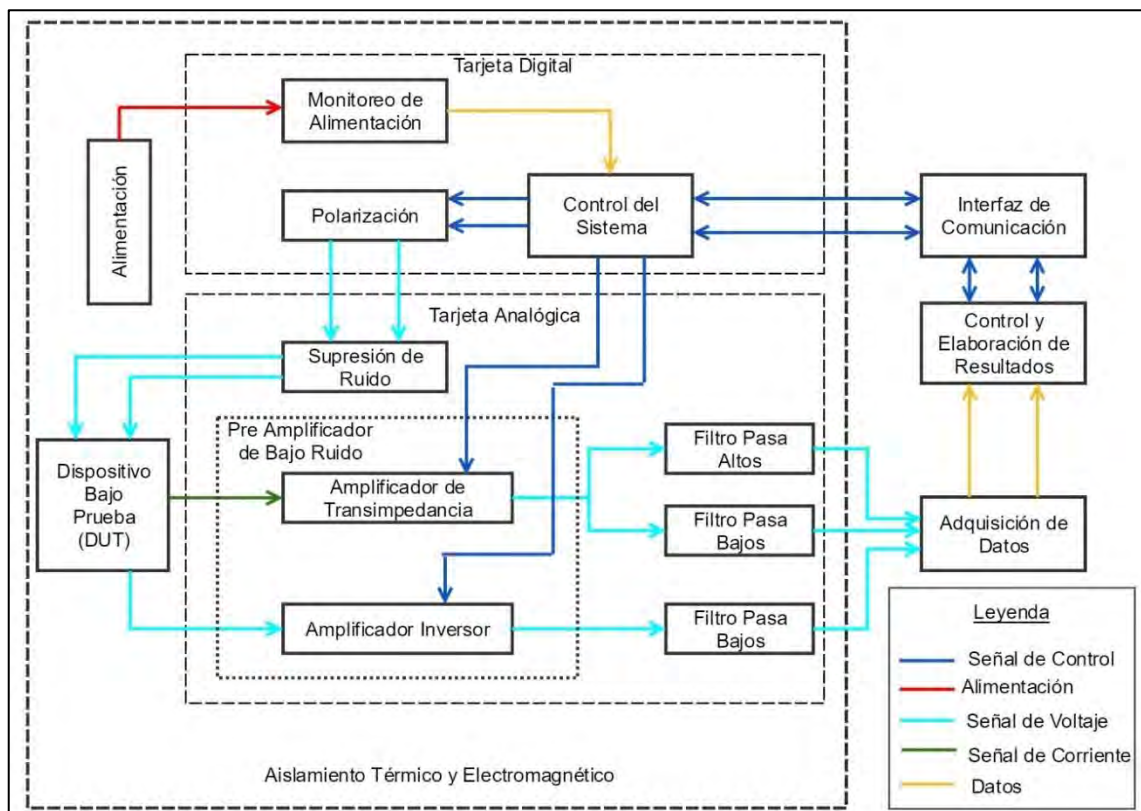 Tarjeta Digital
Monitoreo de
Alimentación
Alimentación
Polarización
Control del
Sistema
Interfaz de
Comunicación
Tarjeta Analógica
Supresión de
Ruido
Control y
Elaboración de
Resultados
Pre Amplificador
de Bajo Ruido
Dispositivo
Bajo
Prueba
(DUT)
Amplificador de
Transimpedancia
Filtro Pasa
Altos
Filtro Pasa
Bajos
Adquisición de
Datos
Amplificador Inversor
Filtro Pasa
Bajos
Leyenda
Señal de Control
Alimentación
Señal de Voltaje
Señal de Corriente
Datos
Aislamiento Térmico y Electromagnético